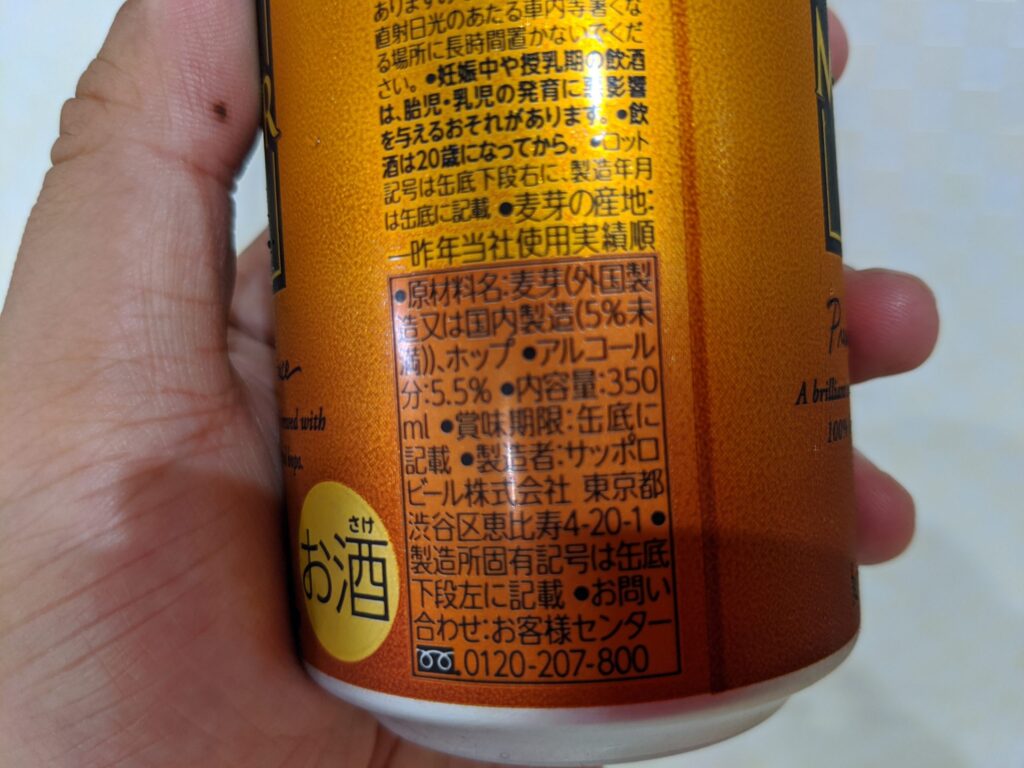 ありますの
直射日光のあたる車内等暑くな
る場所に長時間置かないでくだ
さい。●妊娠中や授乳期の飲酒
は、胎児・乳児の発育に悪影響
を与えるおそれがあります。●飲
酒は20歳になってから。●ロット
記号は缶底下段右に、製造年月
は缶底に記載 ●麦芽の産地:
一昨年当社使用実績順
●原材料名:麦芽(外国製
造又は国内製造(5%未
満))、ホップ ●アルコール
分:5.5% ●内容量:350
ml ●賞味期限:缶底に
記載 ●製造者:サッポロ
ビール株式会社 東京都
渋谷区恵比寿4-20-1 ●
製造所固有記号は缶底
下段左に記載 ●お問い
合わせ:お客様センター
0120-207-800
さけ
お酒
R
with
N
A brillian
100%